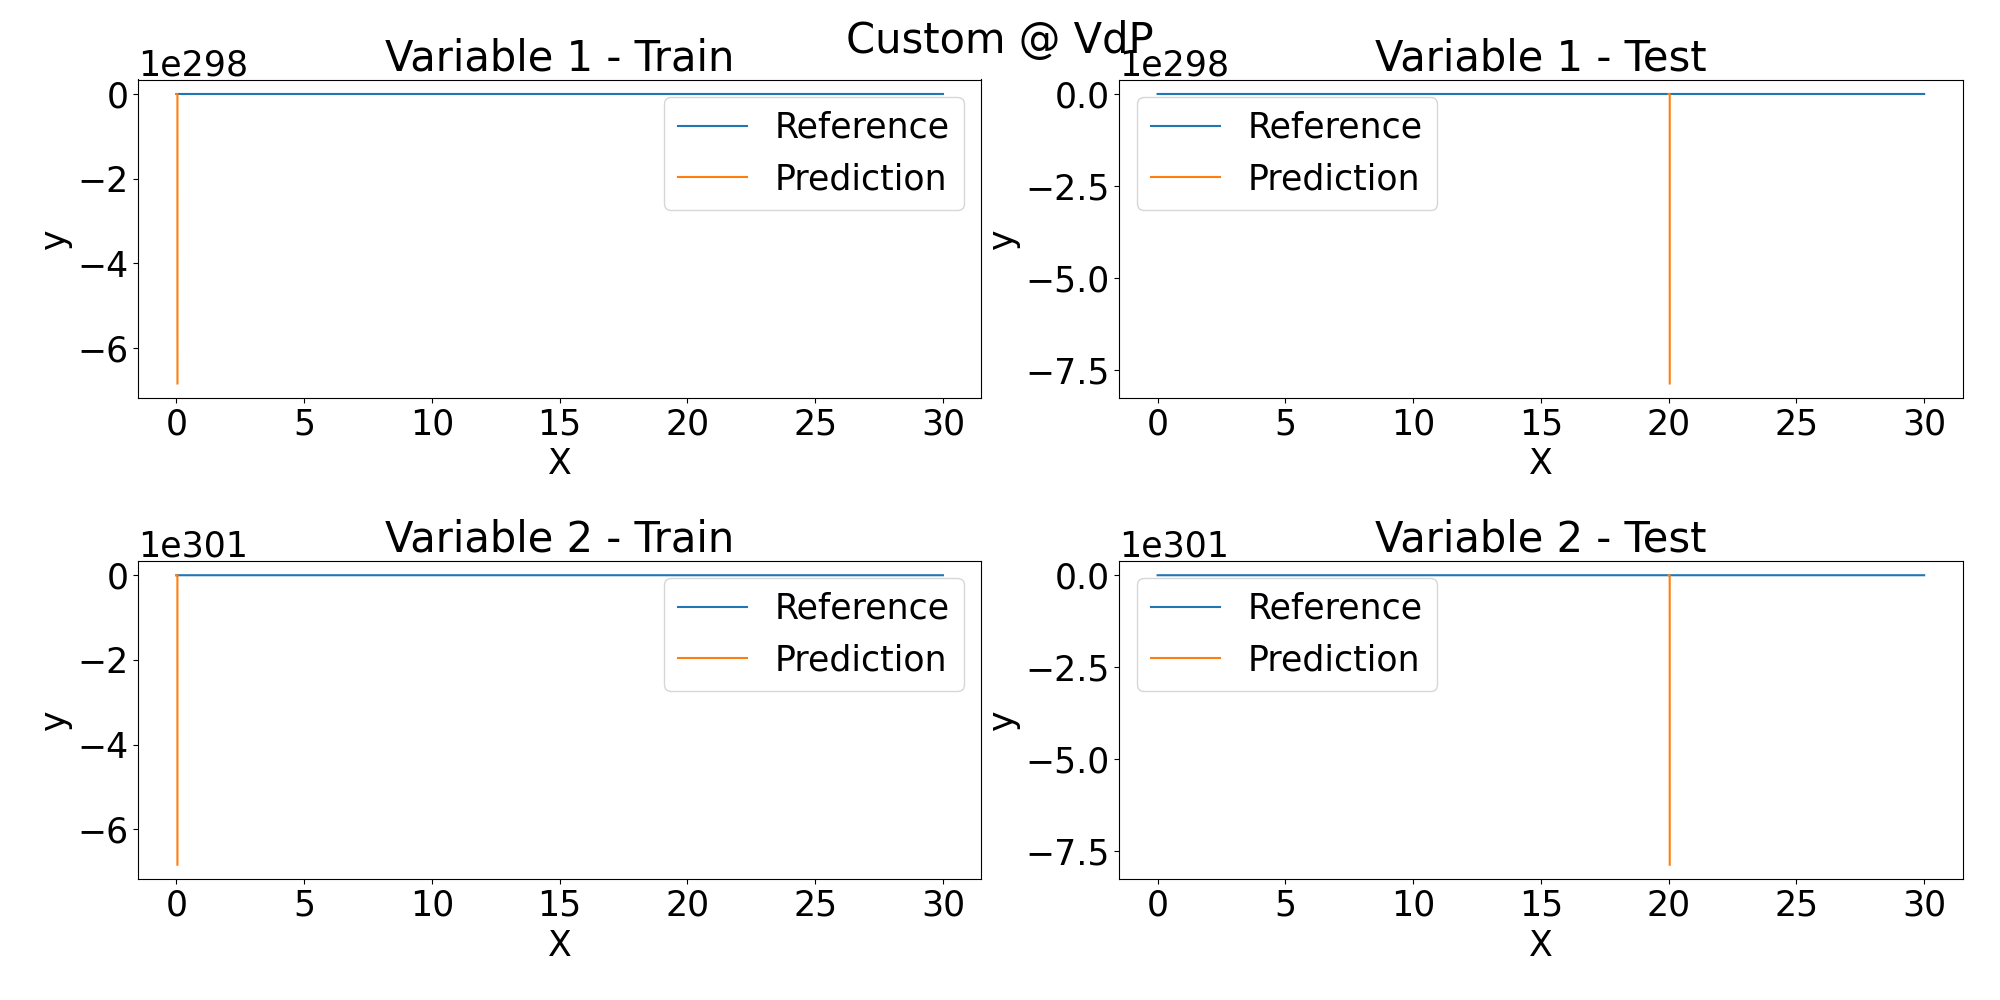 Custom @ VdP
Variable 1 - Train
1e298
0
−2
−4
−6
y
Reference
Prediction
0 5 10 15 20 25 30
X
Variable 1 - Test
1e298
0.0
−2.5
−5.0
−7.5
y
Reference
Prediction
0 5 10 15 20 25 30
X
Variable 2 - Train
1e301
0
−2
−4
−6
y
Reference
Prediction
0 5 10 15 20 25 30
X
Variable 2 - Test
1e301
0.0
−2.5
−5.0
−7.5
y
Reference
Prediction
0 5 10 15 20 25 30
X